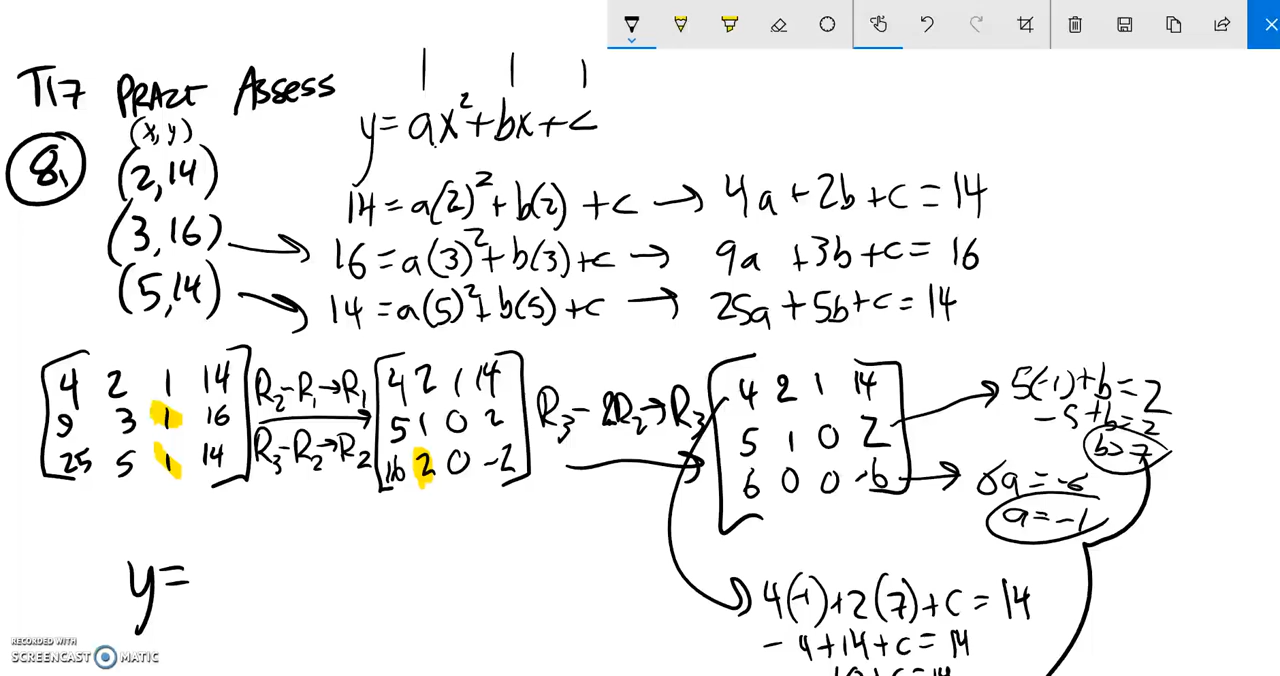 T17 PRACT Assess
8.
(x, y)
(2,14)
(3,16)
(5,14)
1 1 1
y=ax²+bx+c
14=a(2)²+b(2)+c → 4a+2b+c=14
16=a(3)²+b(3)+c → 9a+3b+c=16
14=a(5)²+b(5)+c → 25a+5b+c=14
4 2 1 14
9 3 1 16
25 5 1 14
R₂-R₁→R₁
R₃-R₂→R₂
4 2 1 14
5 1 0 2
16 2 0 -2
R₃-2R₂→R₃
4 2 1 14
5 1 0 2
6 0 0 -6
5(-1)+b=2
-5+b=2
b=7
6a=-6
a=-1
4(-1)+2(7)+c=14
-4+14+c=14
10+c=14
y=
RECORDED WITH
SCREENCAST MATIC